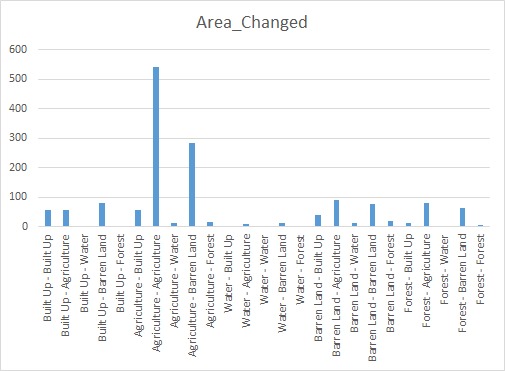 Area_Changed
600
500
400
300
200
100
0
Built Up - Built Up
Built Up - Agriculture
Built Up - Water
Built Up - Barren Land
Built Up - Forest
Agriculture - Built Up
Agriculture - Agriculture
Agriculture - Water
Agriculture - Barren Land
Agriculture - Forest
Water - Built Up
Water - Agriculture
Water - Water
Water - Barren Land
Water - Forest
Barren Land - Built Up
Barren Land - Agriculture
Barren Land - Water
Barren Land - Barren Land
Barren Land - Forest
Forest - Built Up
Forest - Agriculture
Forest - Water
Forest - Barren Land
Forest - Forest